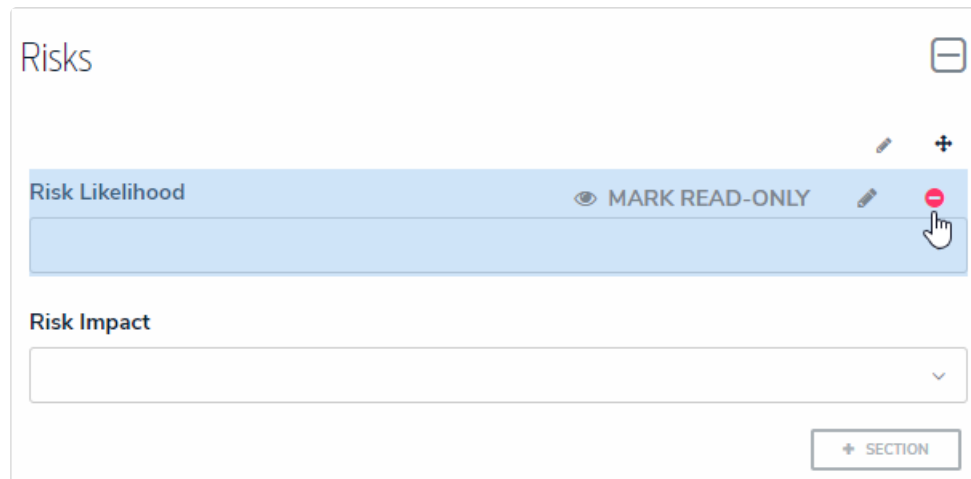 Risks
Risk Likelihood
MARK READ-ONLY
Risk Impact
+ SECTION